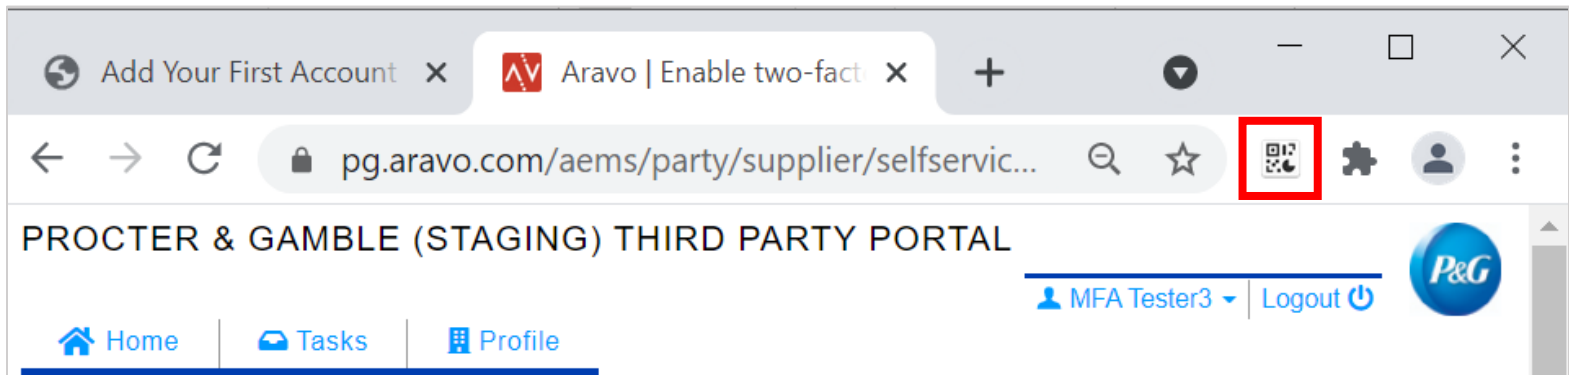 Add Your First Account
Aravo | Enable two-fact
pg.aravo.com/aems/party/supplier/selfservic...
PROCTER & GAMBLE (STAGING) THIRD PARTY PORTAL
P&G
MFA Tester3
Logout
Home
Tasks
Profile